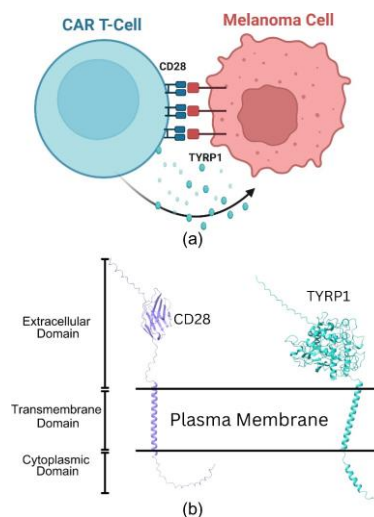 CAR T-Cell
Melanoma Cell
CD28
TYRP1
(a)
TYRP1
Extracellular
Domain
CD28
Transmembrane
Domain
Plasma Membrane
Cytoplasmic
Domain
(b)